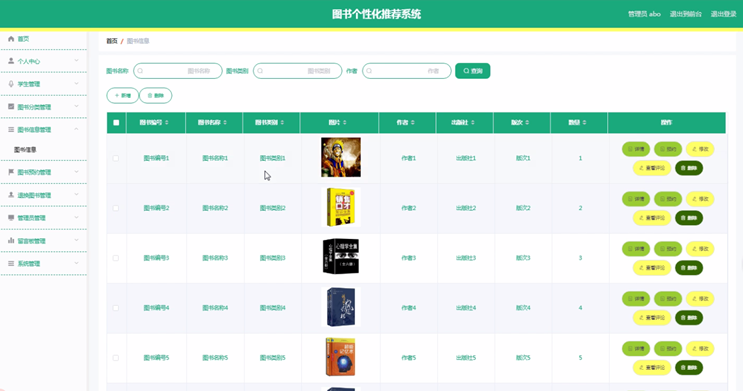 图书个性化推荐系统
管理员 abo 退出到前台 退出登录
首页
个人中心
学生管理
图书分类管理
图书信息管理
图书信息
图书预约管理
退换图书管理
管理员管理
留言板管理
系统管理
首页 / 图书信息
图书名称 图书名称 图书类别 图书类别 作者 作者 查询
新增 删除
图书编号 图书名称 图书类别 图片 作者 出版社 版次 数量 操作
图书编号1 图书名称1 图书类别1 作者1 出版社1 版次1 1 详情 预约 修改
查看评论 删除
图书编号2 图书名称2 图书类别2 作者2 出版社2 版次2 2 详情 预约 修改
查看评论 删除
图书编号3 图书名称3 图书类别3 心理学全集 作者3 出版社3 版次3 3 详情 预约 修改
查看评论 删除
图书编号4 图书名称4 图书类别4 作者4 出版社4 版次4 4 详情 预约 修改
查看评论 删除
图书编号5 图书名称5 图书类别5 作者5 出版社5 版次5 5 详情 预约 修改
查看评论 删除